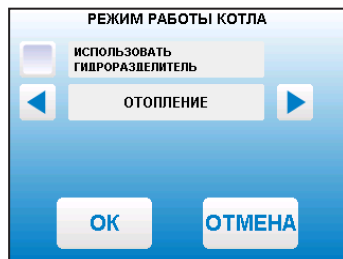 РЕЖИМ РАБОТЫ КОТЛА
ИСПОЛЬЗОВАТЬ
ГИДРОРАЗДЕЛИТЕЛЬ
ОТОПЛЕНИЕ
ОК ОТМЕНА